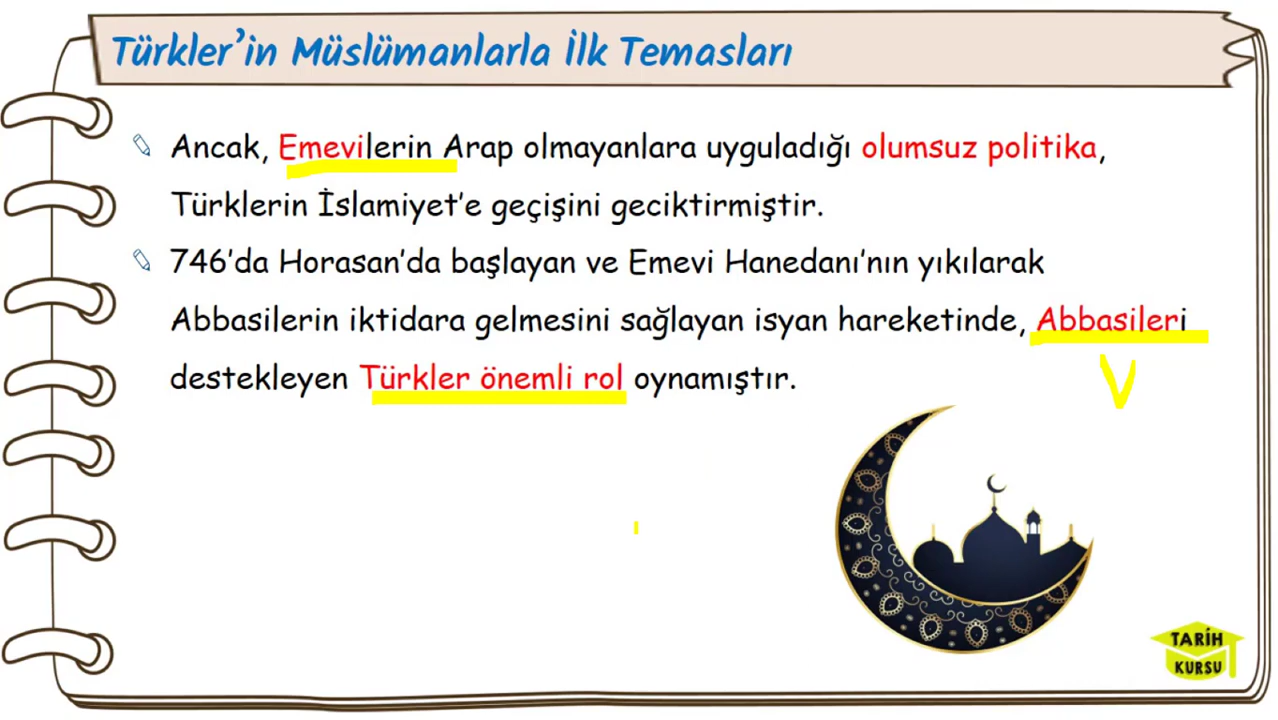 Türkler’in Müslümanlarla İlk Temasları
Ancak, Emevilerin Arap olmayanlara uyguladığı olumsuz politika,
Türklerin İslamiyet’e geçişini geciktirmiştir.
746’da Horasan’da başlayan ve Emevi Hanedanı’nın yıkılarak
Abbasilerin iktidara gelmesini sağlayan isyan hareketinde, Abbasileri
destekleyen Türkler önemli rol oynamıştır.
TARİH
KURSU